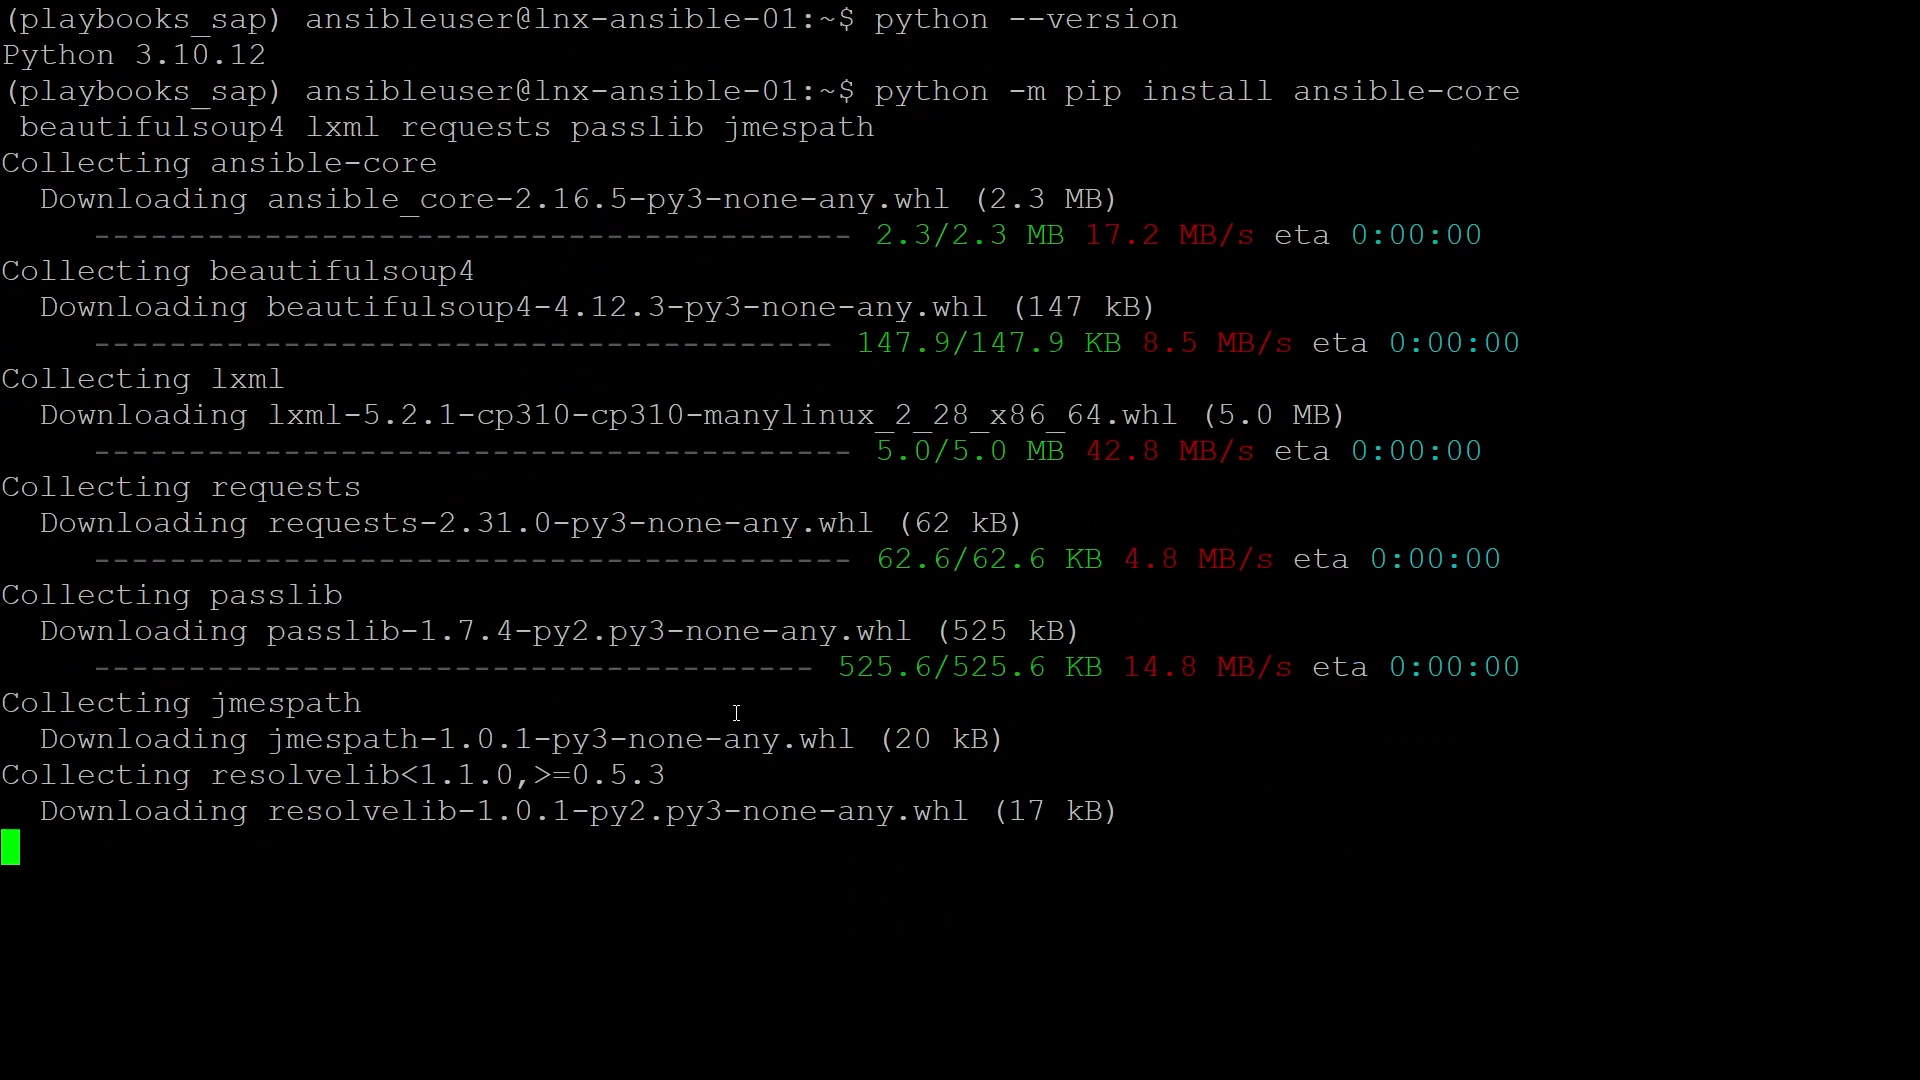 (playbooks_sap) ansibleuser@lnx-ansible-01:~$ python --version
Python 3.10.12
(playbooks_sap) ansibleuser@lnx-ansible-01:~$ python -m pip install ansible-core
 beautifulsoup4 lxml requests passlib jmespath
Collecting ansible-core
  Downloading ansible_core-2.16.5-py3-none-any.whl (2.3 MB)
     ---------------------------------------- 2.3/2.3 MB 17.2 MB/s eta 0:00:00
Collecting beautifulsoup4
  Downloading beautifulsoup4-4.12.3-py3-none-any.whl (147 kB)
     --------------------------------------- 147.9/147.9 KB 8.5 MB/s eta 0:00:00
Collecting lxml
  Downloading lxml-5.2.1-cp310-cp310-manylinux_2_28_x86_64.whl (5.0 MB)
     ---------------------------------------- 5.0/5.0 MB 42.8 MB/s eta 0:00:00
Collecting requests
  Downloading requests-2.31.0-py3-none-any.whl (62 kB)
     ---------------------------------------- 62.6/62.6 KB 4.8 MB/s eta 0:00:00
Collecting passlib
  Downloading passlib-1.7.4-py2.py3-none-any.whl (525 kB)
     -------------------------------------- 525.6/525.6 KB 14.8 MB/s eta 0:00:00
Collecting jmespath
  Downloading jmespath-1.0.1-py3-none-any.whl (20 kB)
Collecting resolvelib<1.1.0,>=0.5.3
  Downloading resolvelib-1.0.1-py2.py3-none-any.whl (17 kB)